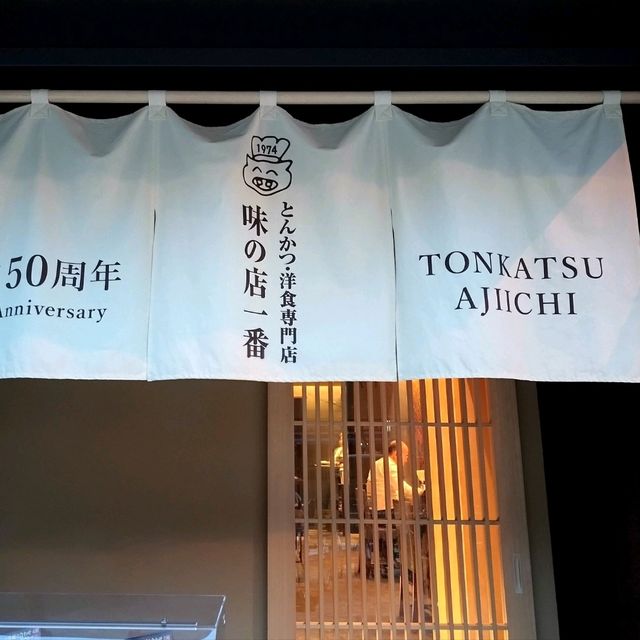 50周年
Anniversary
1974
とんかつ・洋食専門店
味の店一番
TONKATSU
AJIICHI